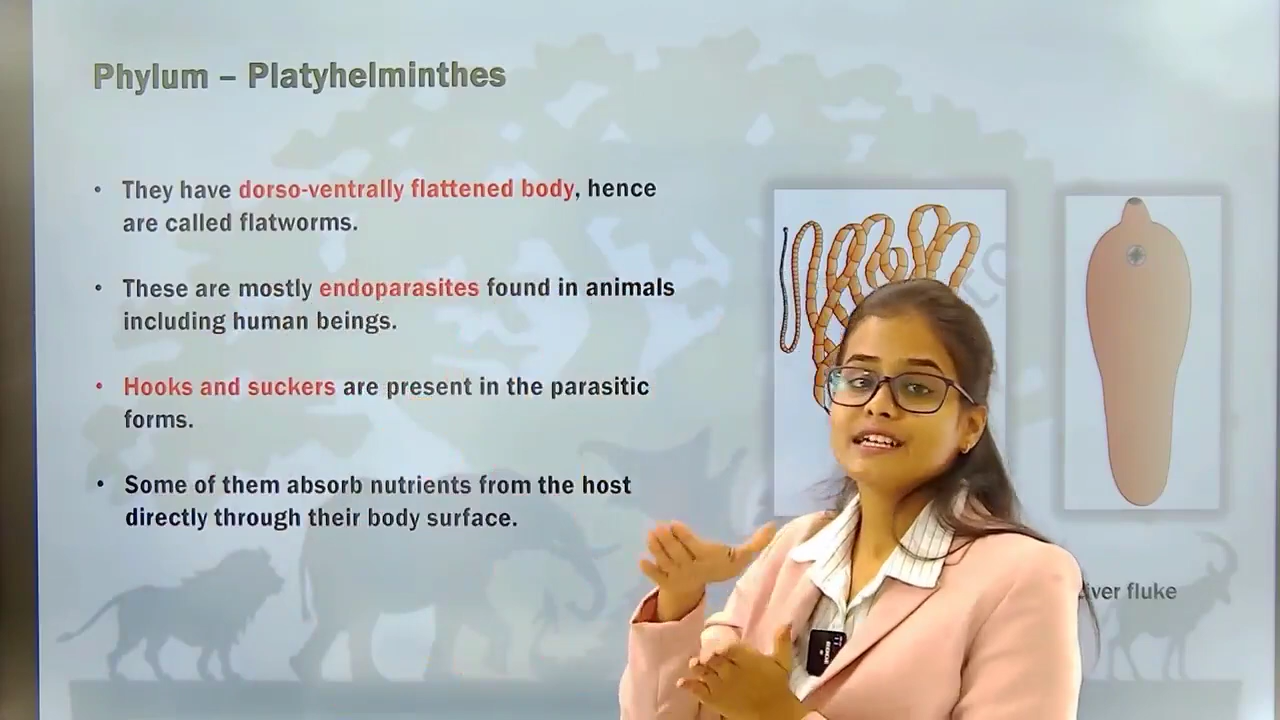 Phylum – Platyhelminthes
• They have dorso-ventrally flattened body, hence
are called flatworms.
• These are mostly endoparasites found in animals
including human beings.
• Hooks and suckers are present in the parasitic
forms.
• Some of them absorb nutrients from the host
directly through their body surface.
fluke